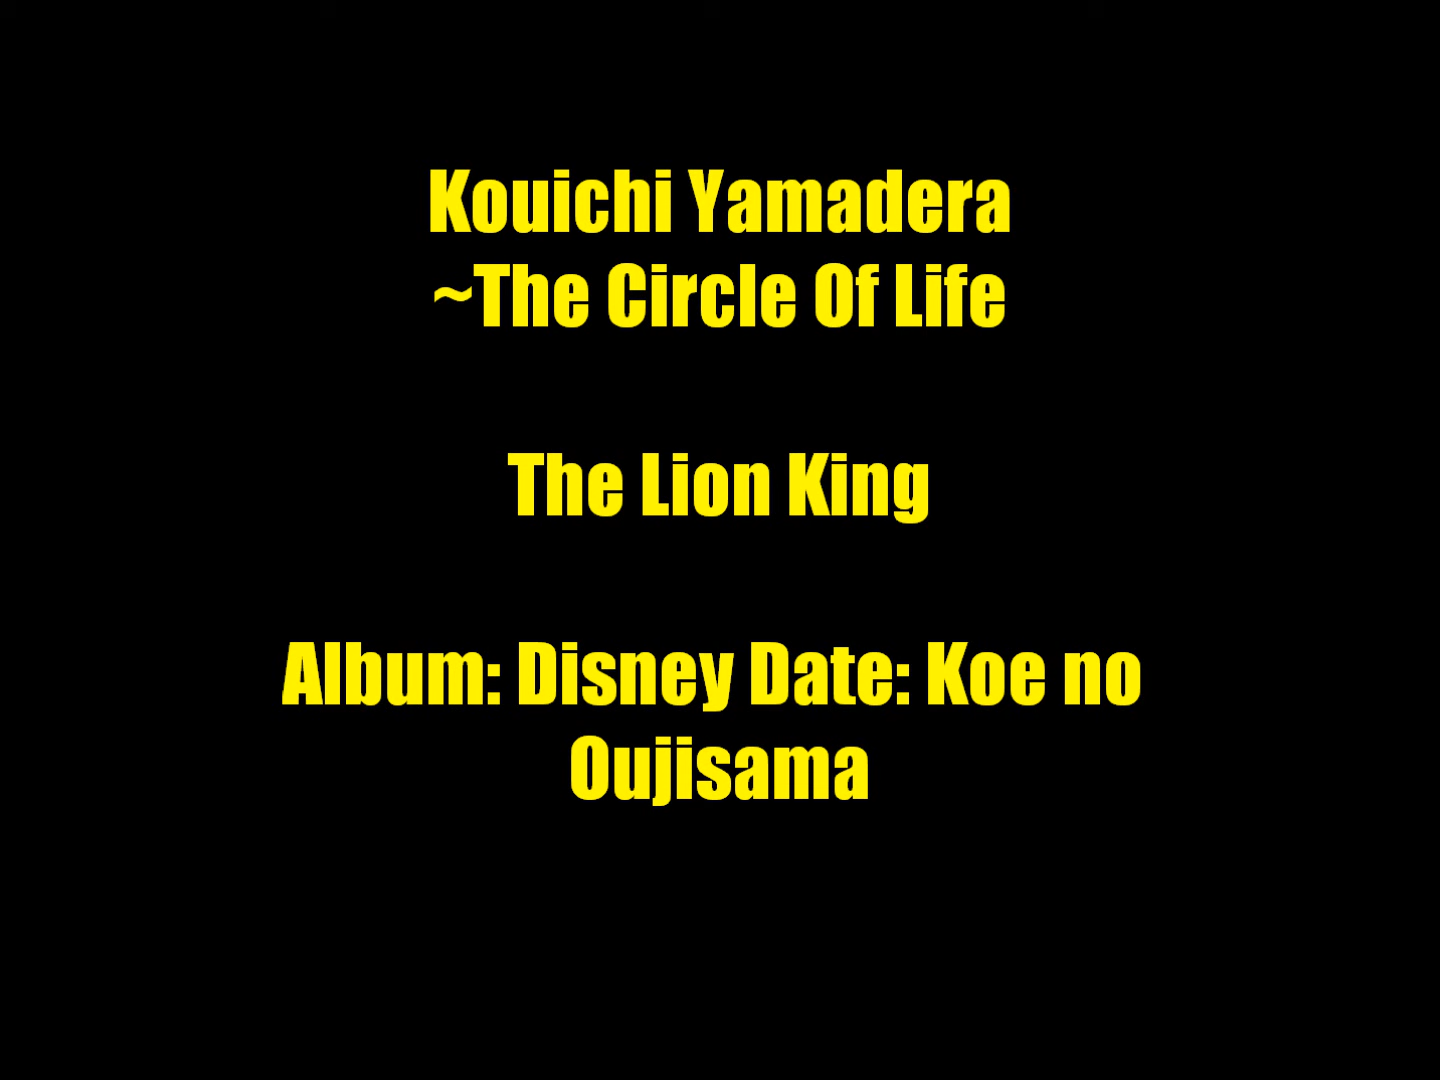 Kouichi Yamadera
~The Circle Of Life
The Lion King
Album: Disney Date: Koe no
Oujisama